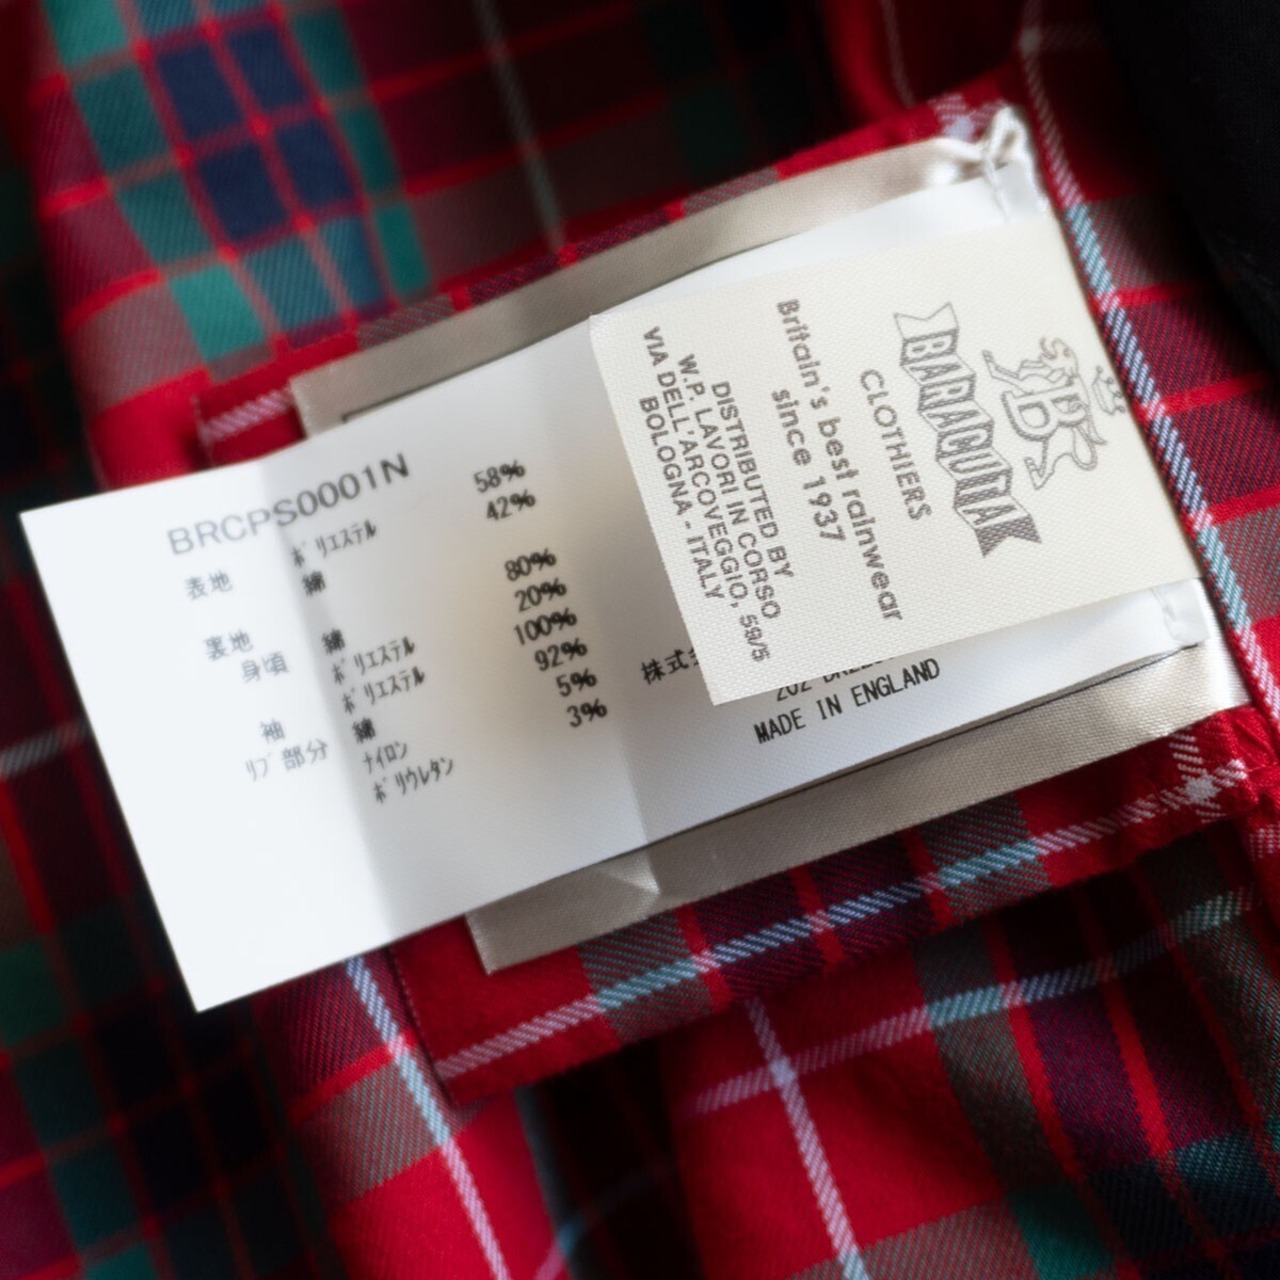 BARACUTA
CLOTHIERS
Britain's best rainwear
since 1937
DISTRIBUTED BY
W.P. LAVORI IN CORSO
VIA DELL'ARCOVEGGIO, 59/5
BOLOGNA - ITALY
BRCPS0001N
表地 ポリエステル 58%
綿 42%
裏地
身頃 綿 80%
ポリエステル 20%
袖 ポリエステル 100%
リブ部分 綿 92%
ナイロン 5%
ポリウレタン 3%
株式
MADE IN ENGLAND